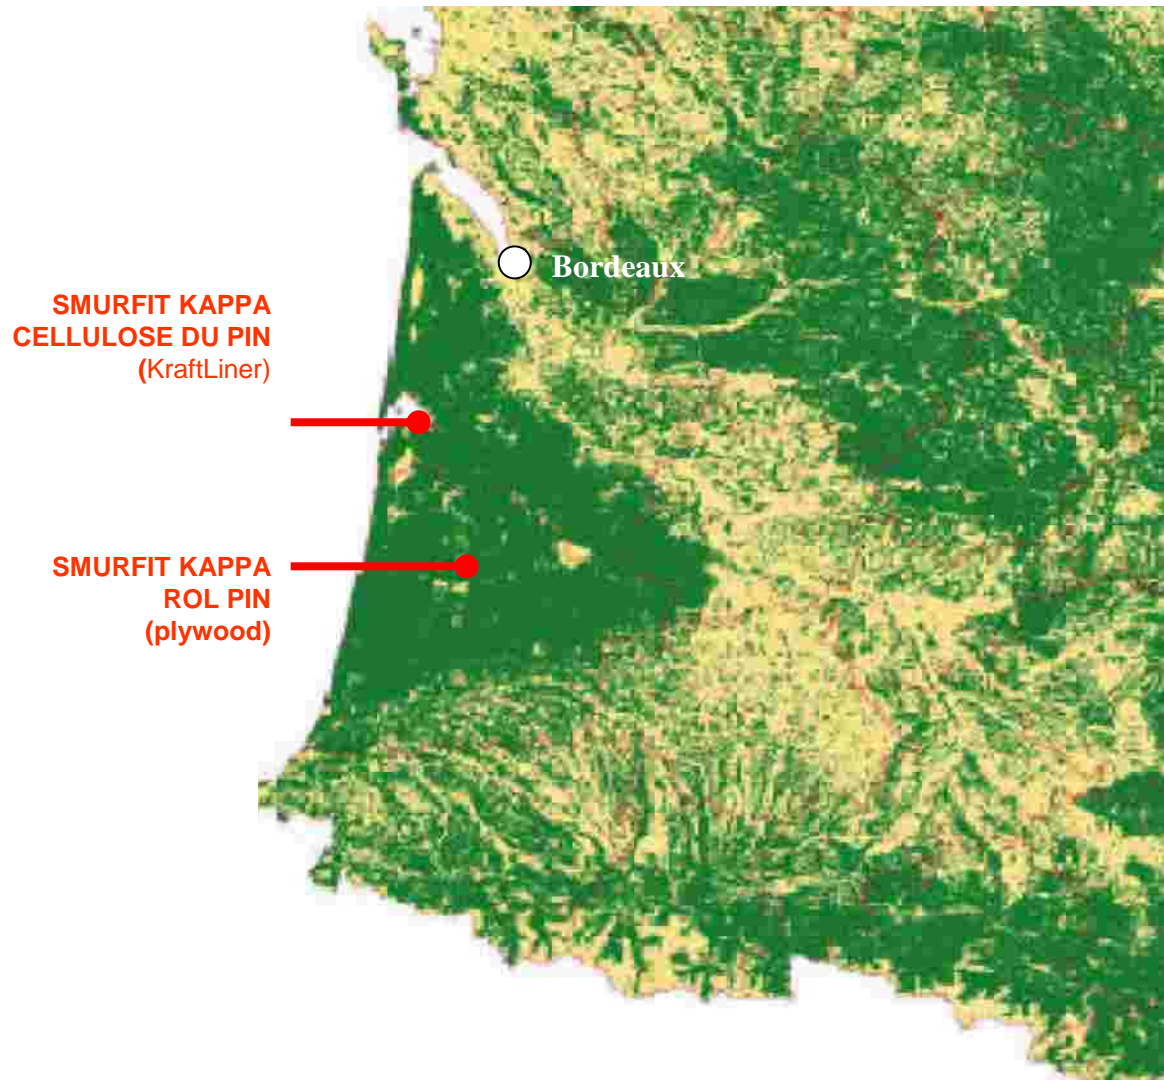 Bordeaux
SMURFIT KAPPA
CELLULOSE DU PIN
(KraftLiner)
SMURFIT KAPPA
ROL PIN
(plywood)